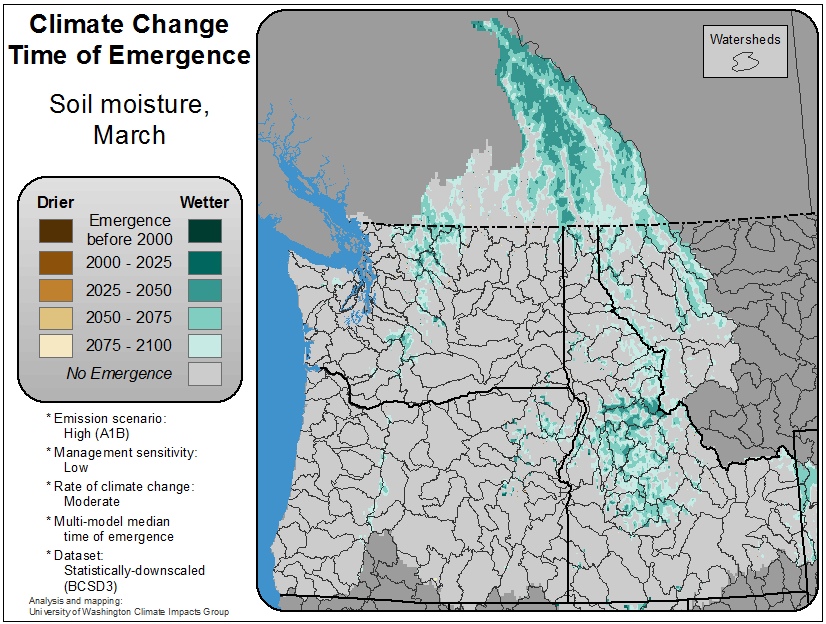 Climate Change
Time of Emergence
Soil moisture,
March
Drier
Wetter
Emergence
before 2000
2000 - 2025
2025 - 2050
2050 - 2075
2075 - 2100
No Emergence
* Emission scenario:
High (A1B)
* Management sensitivity:
Low
* Rate of climate change:
Moderate
* Multi-model median
time of emergence
* Dataset:
Statistically-downscaled
(BCSD3)
Analysis and mapping:
University of Washington Climate Impacts Group
Watersheds